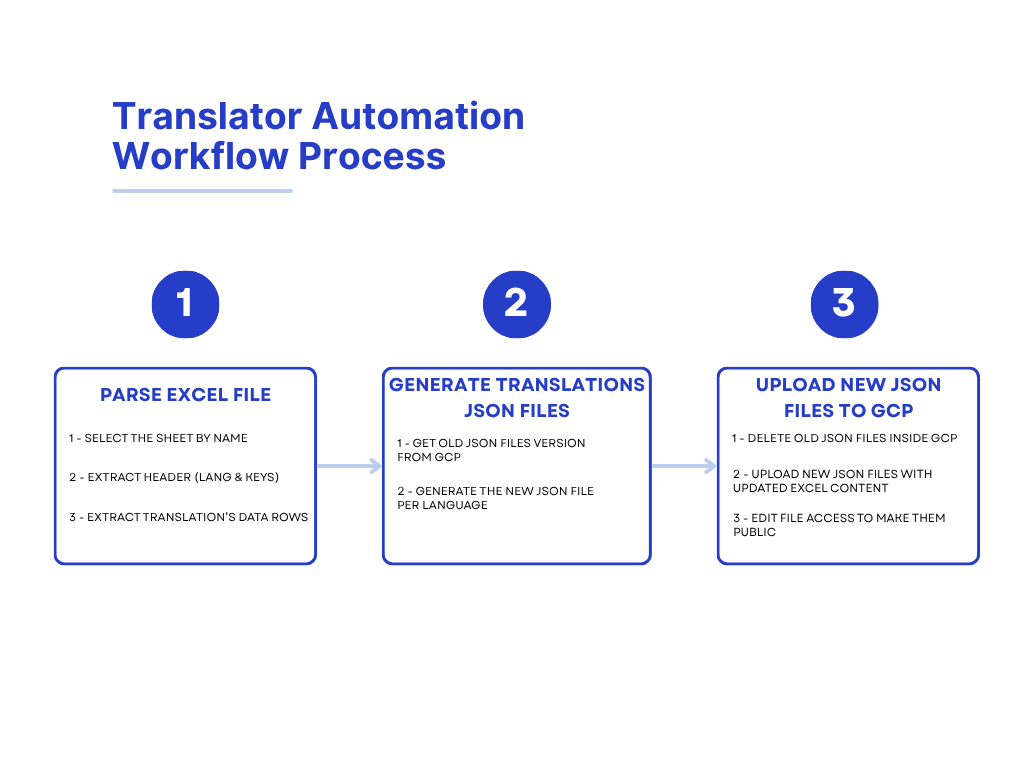 Translator Automation
Workflow Process
1
2
3
PARSE EXCEL FILE
1 - SELECT THE SHEET BY NAME
2 - EXTRACT HEADER (LANG & KEYS)
3 - EXTRACT TRANSLATION'S DATA ROWS
GENERATE TRANSLATIONS
JSON FILES
1 - GET OLD JSON FILES VERSION
FROM GCP
2 - GENERATE THE NEW JSON FILE
PER LANGUAGE
UPLOAD NEW JSON
FILES TO GCP
1 - DELETE OLD JSON FILES INSIDE GCP
2 - UPLOAD NEW JSON FILES WITH
UPDATED EXCEL CONTENT
3 - EDIT FILE ACCESS TO MAKE THEM
PUBLIC